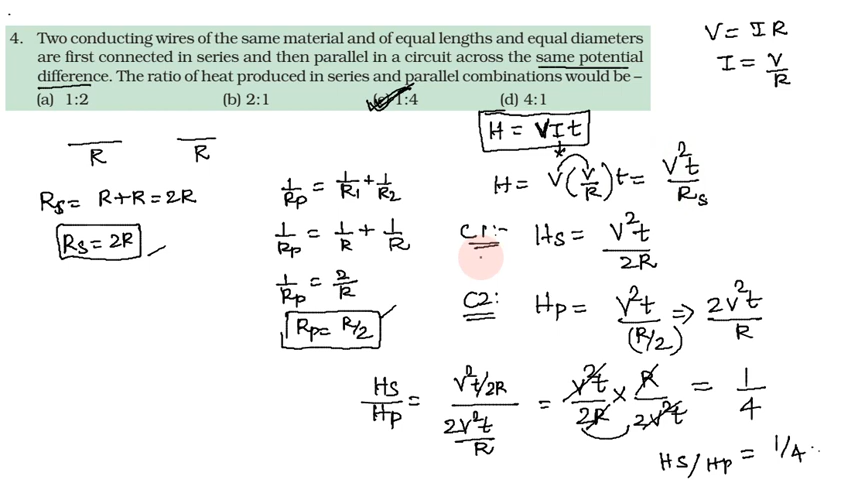 4. Two conducting wires of the same material and of equal lengths and equal diameters
are first connected in series and then parallel in a circuit across the same potential
difference. The ratio of heat produced in series and parallel combinations would be –
(a) 1:2 (b) 2:1 (c) 1:4 (d) 4:1
V = IR
I = V/R
H = VIt
R R
Rs = R+R = 2R
Rs = 2R
1/Rp = 1/R1 + 1/R2
1/Rp = 1/R + 1/R
1/Rp = 2/R
Rp = R/2
H = V(V/R)t = V²t/Rs
C1:- Hs = V²t/2R
C2: Hp = V²t/(R/2) => 2V²t/R
Hs/Hp = (V²t/2R)/(2V²t/R) = V²t/2R × R/2V²t = 1/4
Hs/Hp = 1/4.